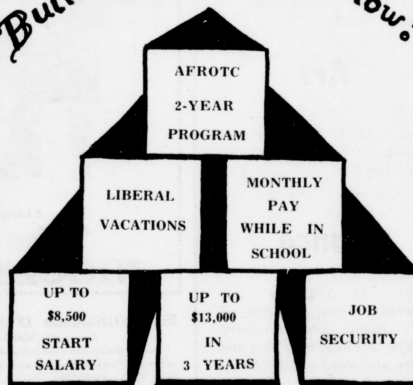 AFROTC
2-YEAR
PROGRAM
LIBERAL
VACATIONS
MONTHLY
PAY
WHILE IN
SCHOOL
UP TO
$8,500
START
SALARY
UP TO
$13,000
IN
3 YEARS
JOB
SECURITY